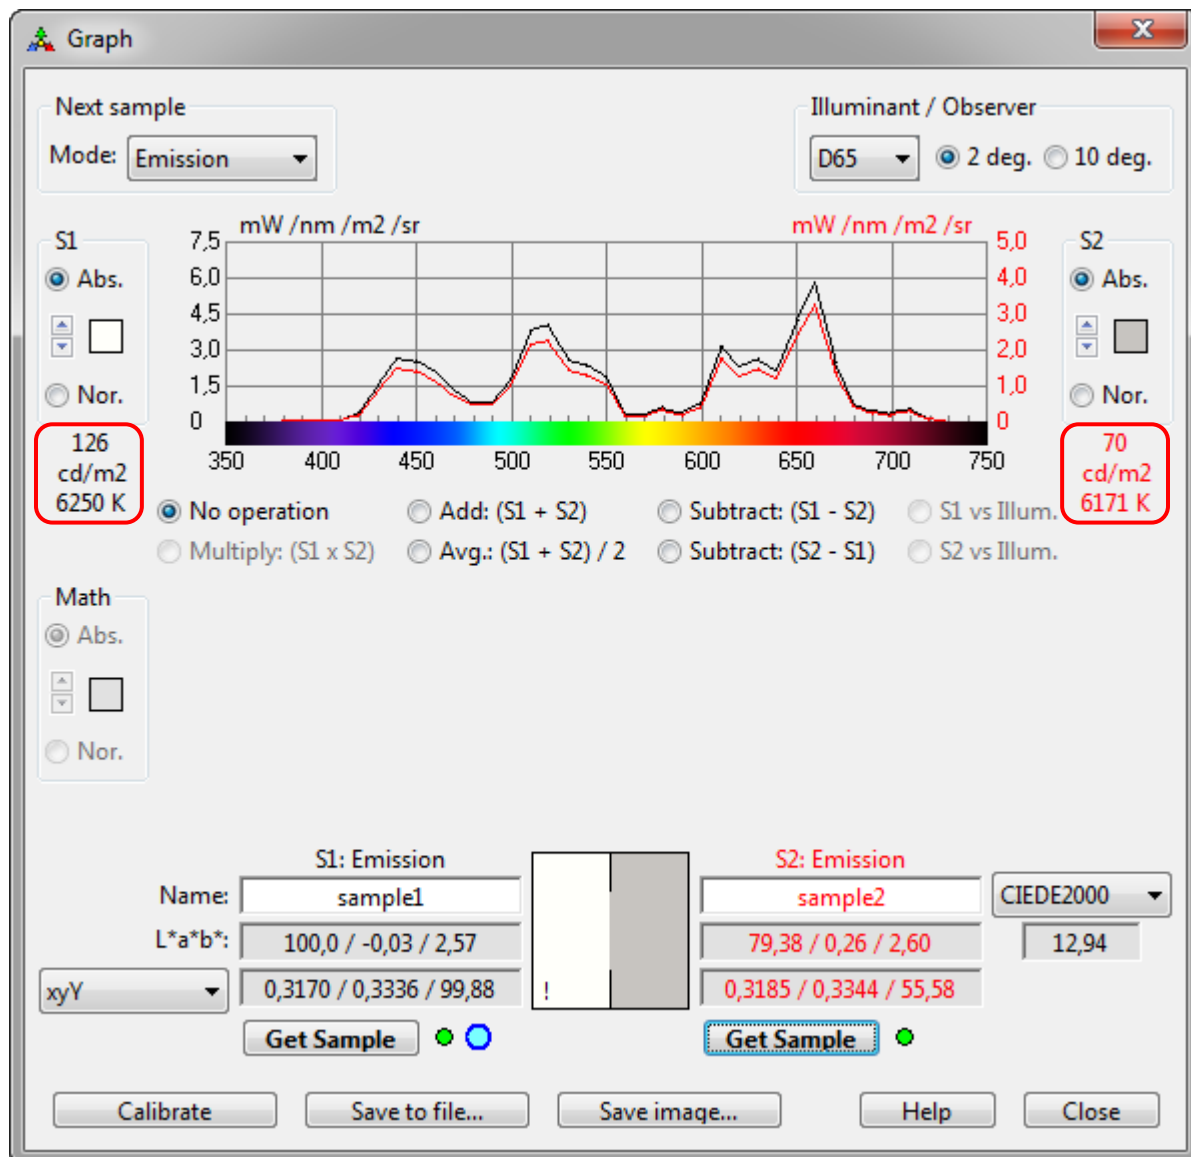 Graph
Next sample
Illuminant / Observer
Mode: Emission
D65 2 deg. 10 deg.
mW /nm /m2 /sr mW /nm /m2 /sr
S1 7,5 5,0 S2
Abs. 6,0 4,0 Abs.
4,5 3,0
3,0 2,0
Nor. 1,5 1,0 Nor.
0 0
126 70
cd/m2 350 400 450 500 550 600 650 700 750 cd/m2
6250 K 6171 K
No operation Add: (S1 + S2) Subtract: (S1 - S2) S1 vs Illum.
Multiply: (S1 x S2) Avg.: (S1 + S2) / 2 Subtract: (S2 - S1) S2 vs Illum.
Math
Abs.
Nor.
S1: Emission S2: Emission
Name: sample1 sample2 CIEDE2000
L*a*b*: 100,0 / -0,03 / 2,57 79,38 / 0,26 / 2,60 12,94
xyY 0,3170 / 0,3336 / 99,88 ! 0,3185 / 0,3344 / 55,58
Get Sample Get Sample
Calibrate Save to file... Save image... Help Close